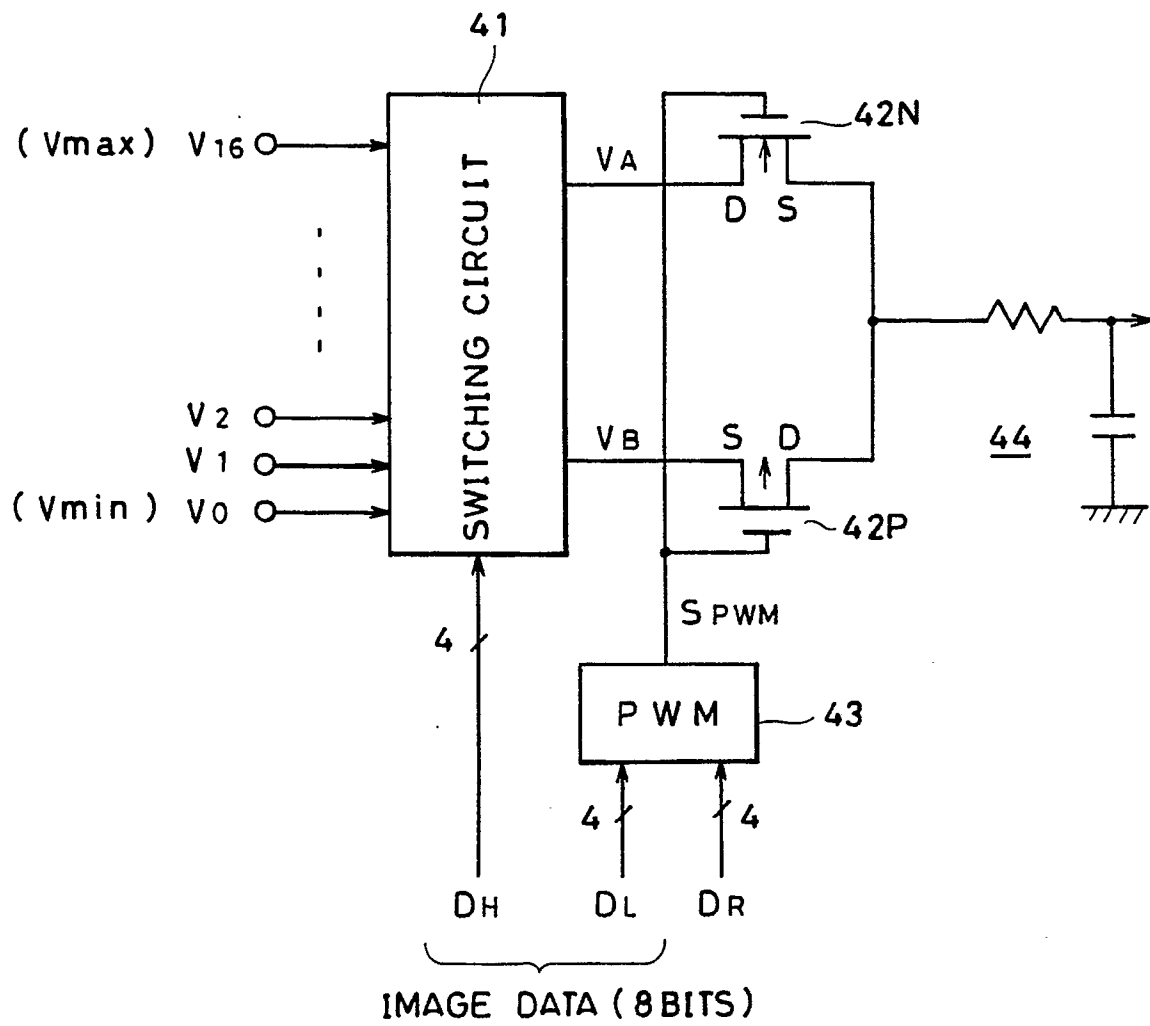 41
(Vmax) V16
42N
VA
D S
SWITCHING CIRCUIT
V2
V1
(Vmin) V0
VB
S D
44
42P
SPWM
4
PWM
43
4
4
DH
DL
DR
IMAGE DATA (8BITS)